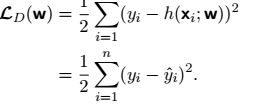 𝓛_D(𝘄) = 1/2 ∑_{i=1} (y_i − h(𝘅_i; 𝘄))²
= 1/2 ∑_{i=1}^{n} (y_i − ŷ_i)².